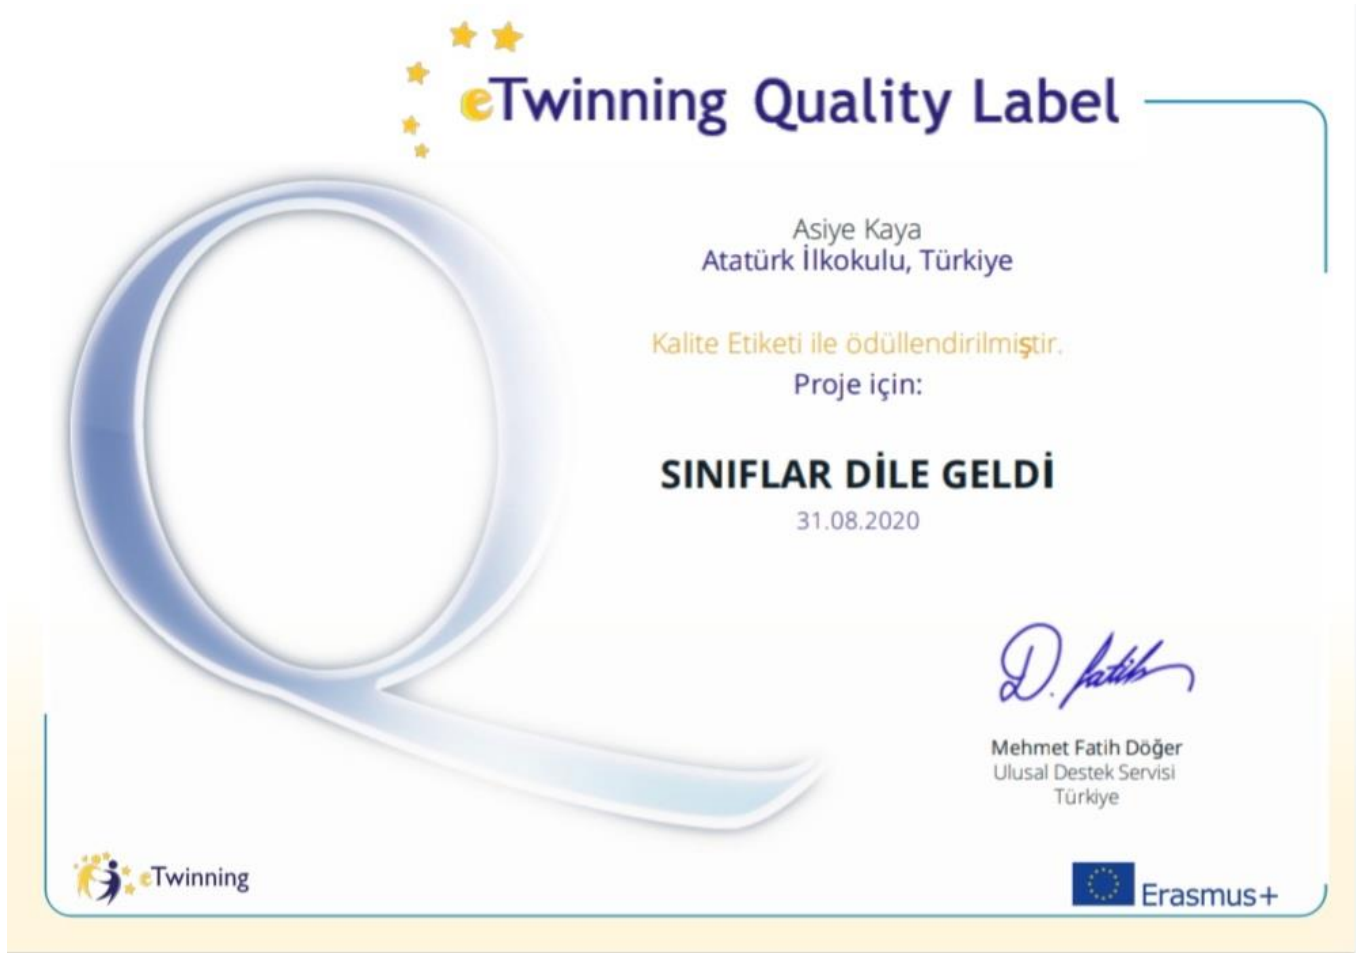 eTwinning Quality Label
Asiye Kaya
Atatürk İlkokulu, Türkiye
Kalite Etiketi ile ödüllendirilmiştir.
Proje için:
SINIFLAR DİLE GELDİ
31.08.2020
D. fatih
Mehmet Fatih Döğer
Ulusal Destek Servisi
Türkiye
eTwinning
Erasmus+